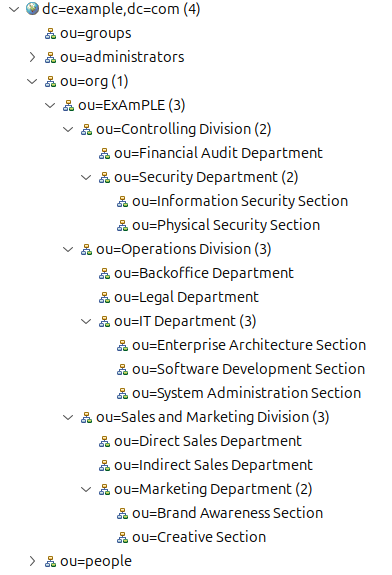 dc=example,dc=com (4)
ou=groups
ou=administrators
ou=org (1)
ou=ExAmPLE (3)
ou=Controlling Division (2)
ou=Financial Audit Department
ou=Security Department (2)
ou=Information Security Section
ou=Physical Security Section
ou=Operations Division (3)
ou=Backoffice Department
ou=Legal Department
ou=IT Department (3)
ou=Enterprise Architecture Section
ou=Software Development Section
ou=System Administration Section
ou=Sales and Marketing Division (3)
ou=Direct Sales Department
ou=Indirect Sales Department
ou=Marketing Department (2)
ou=Brand Awareness Section
ou=Creative Section
ou=people